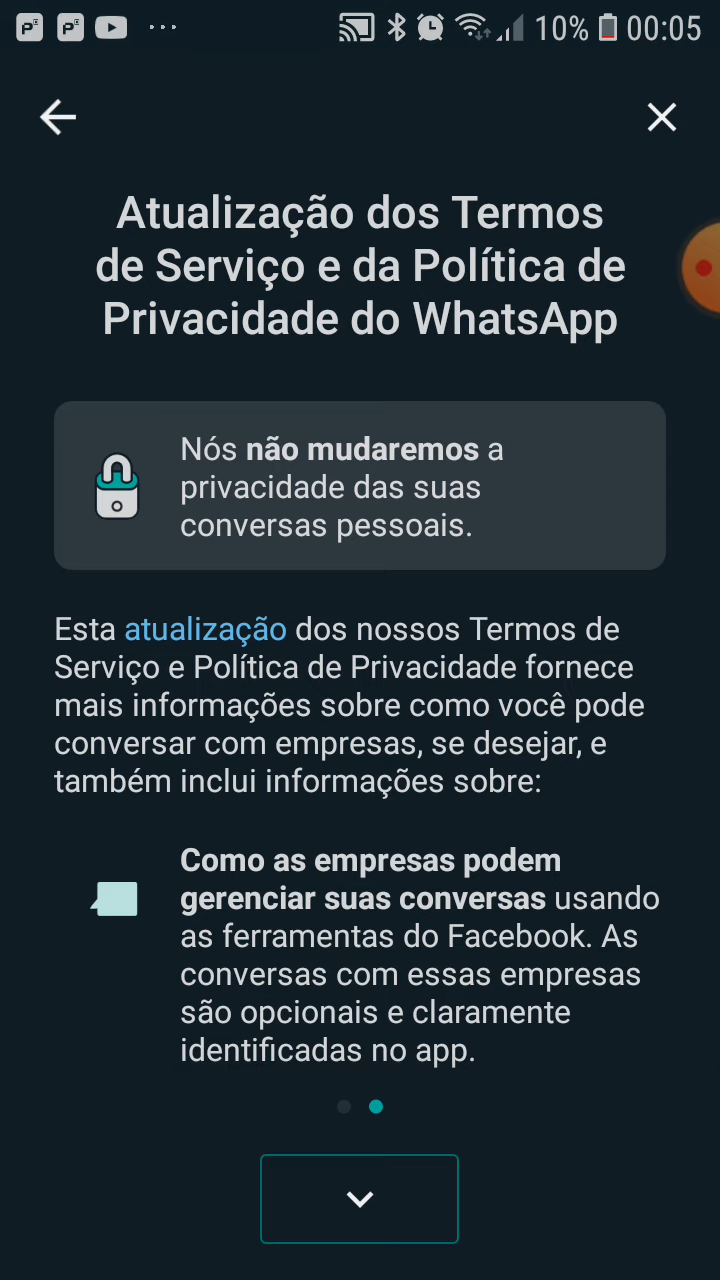 10% 00:05
Atualização dos Termos
de Serviço e da Política de
Privacidade do WhatsApp
Nós não mudaremos a
privacidade das suas
conversas pessoais.
Esta atualização dos nossos Termos de
Serviço e Política de Privacidade fornece
mais informações sobre como você pode
conversar com empresas, se desejar, e
também inclui informações sobre:
Como as empresas podem
gerenciar suas conversas usando
as ferramentas do Facebook. As
conversas com essas empresas
são opcionais e claramente
identificadas no app.